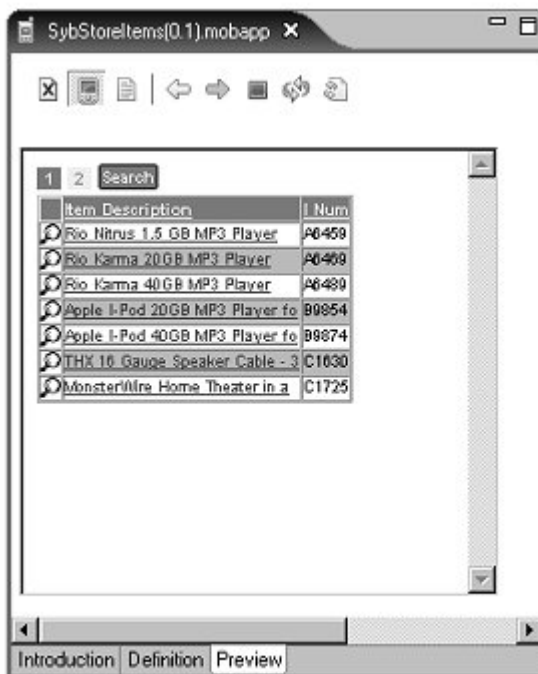 SybStoreItems(0.1).mobapp
1 2 Search
Item Description I Num
Rio Nitrus 1.5 GB MP3 Player A6459
Rio Karma 20GB MP3 Player A6469
Rio Karma 40GB MP3 Player A6489
Apple I-Pod 20GB MP3 Player fo B9854
Apple I-Pod 40GB MP3 Player fo B9874
THX 16 Gauge Speaker Cable - 3 C1630
MonsterWire Home Theater in a C1725
Introduction Definition Preview